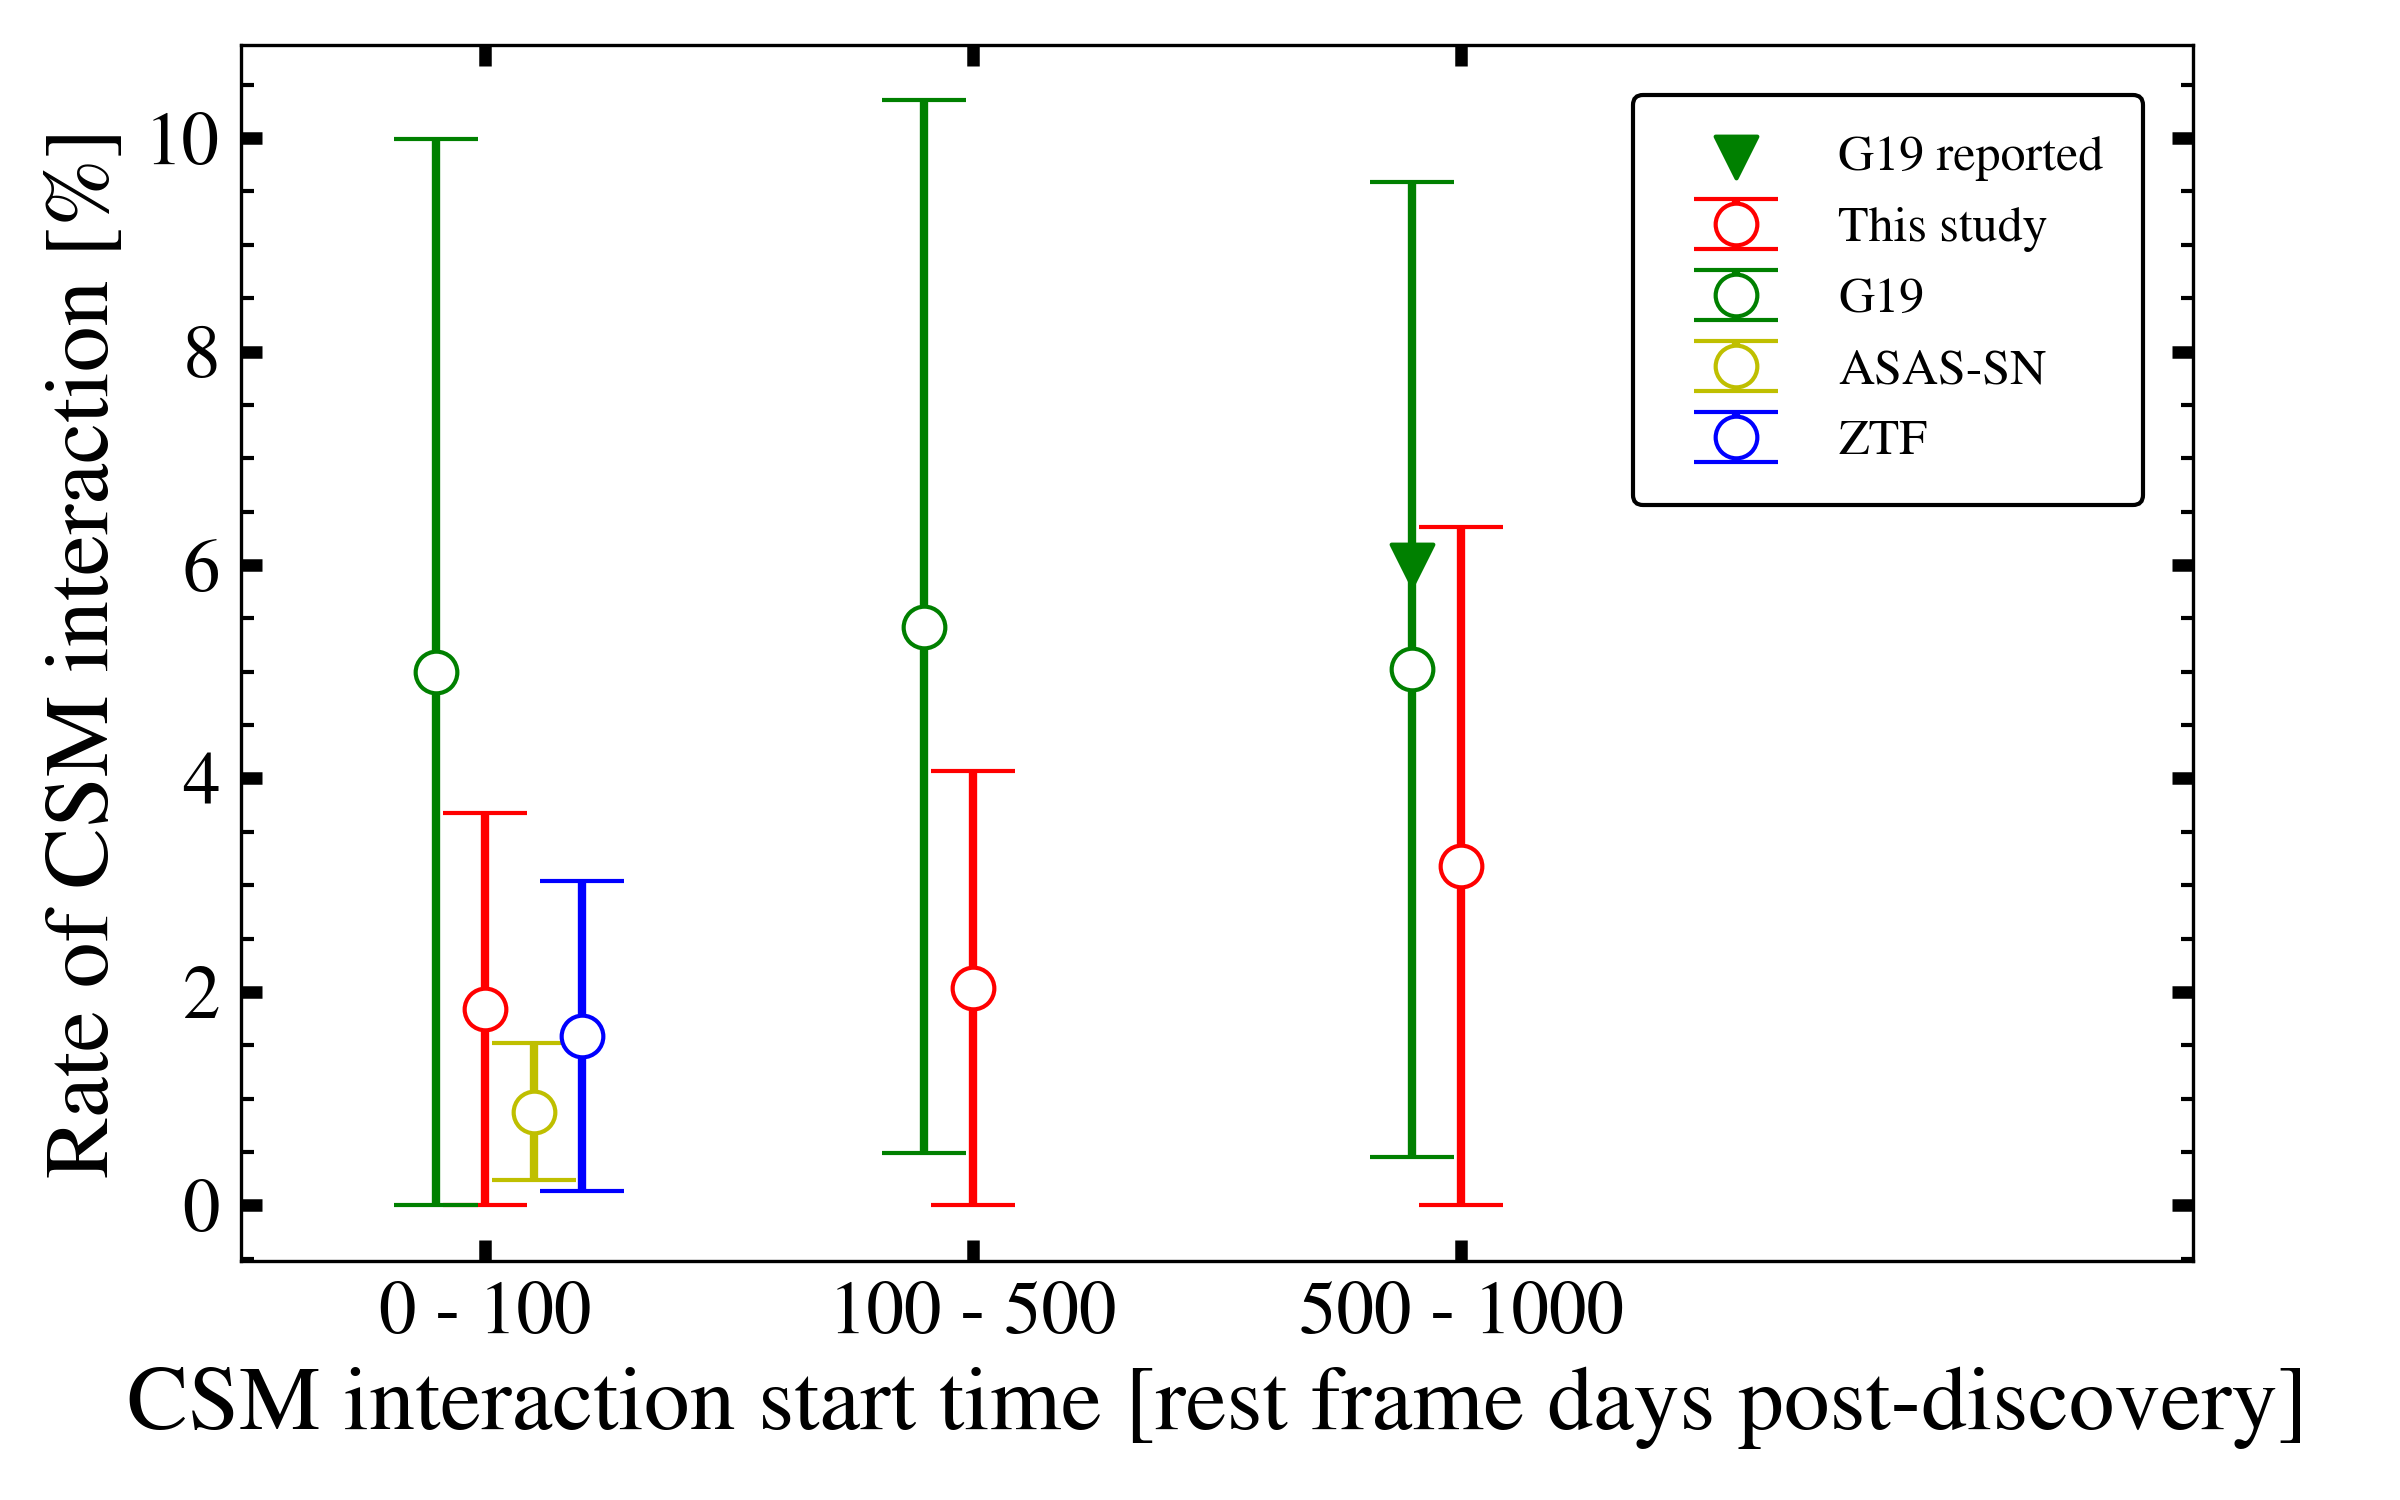 Rate of CSM interaction [%]
10
8
6
4
2
0
0 - 100
100 - 500
500 - 1000
CSM interaction start time [rest frame days post-discovery]
G19 reported
This study
G19
ASAS-SN
ZTF